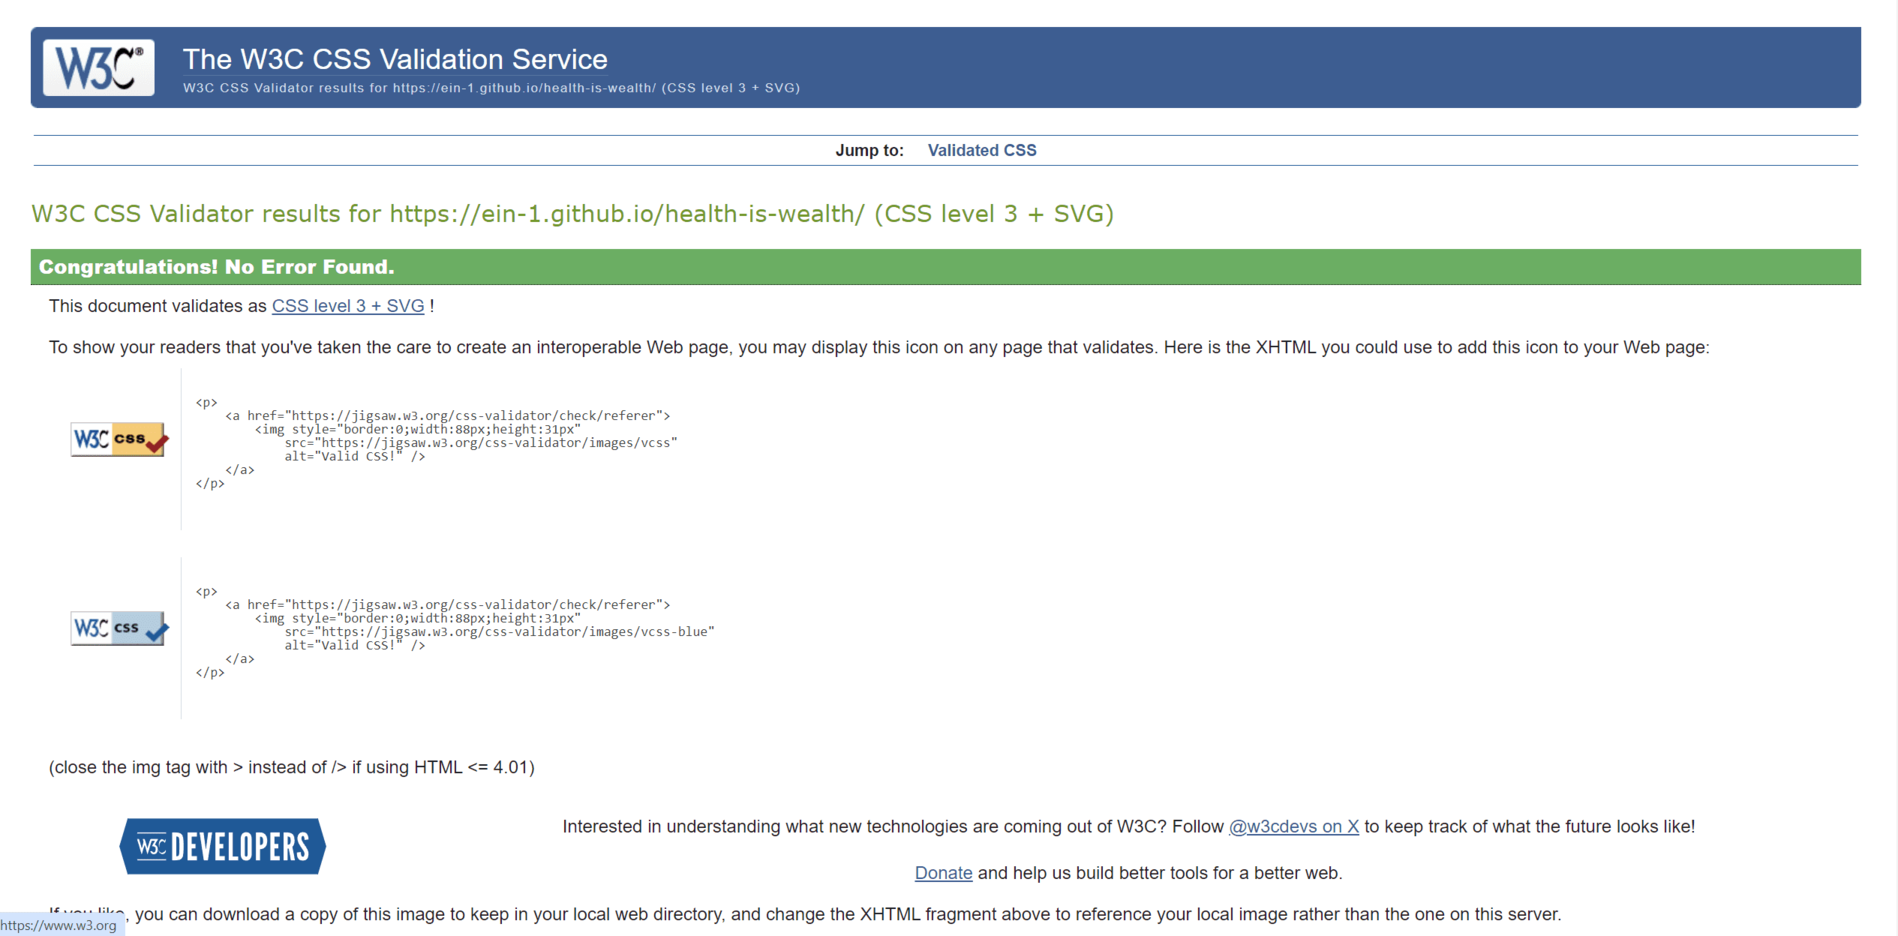 W3C®
The W3C CSS Validation Service
W3C CSS Validator results for https://ein-1.github.io/health-is-wealth/ (CSS level 3 + SVG)
Jump to: Validated CSS
W3C CSS Validator results for https://ein-1.github.io/health-is-wealth/ (CSS level 3 + SVG)
Congratulations! No Error Found.
This document validates as CSS level 3 + SVG !
To show your readers that you've taken the care to create an interoperable Web page, you may display this icon on any page that validates. Here is the XHTML you could use to add this icon to your Web page:
W3C css
<p>
    <a href="https://jigsaw.w3.org/css-validator/check/referer">
        <img style="border:0;width:88px;height:31px"
            src="https://jigsaw.w3.org/css-validator/images/vcss"
            alt="Valid CSS!" />
    </a>
</p>
W3C css
<p>
    <a href="https://jigsaw.w3.org/css-validator/check/referer">
        <img style="border:0;width:88px;height:31px"
            src="https://jigsaw.w3.org/css-validator/images/vcss-blue"
            alt="Valid CSS!" />
    </a>
</p>
(close the img tag with > instead of /> if using HTML <= 4.01)
W3C DEVELOPERS
Interested in understanding what new technologies are coming out of W3C? Follow @w3cdevs on X to keep track of what the future looks like!
Donate and help us build better tools for a better web.
If you like, you can download a copy of this image to keep in your local web directory, and change the XHTML fragment above to reference your local image rather than the one on this server.
https://www.w3.org